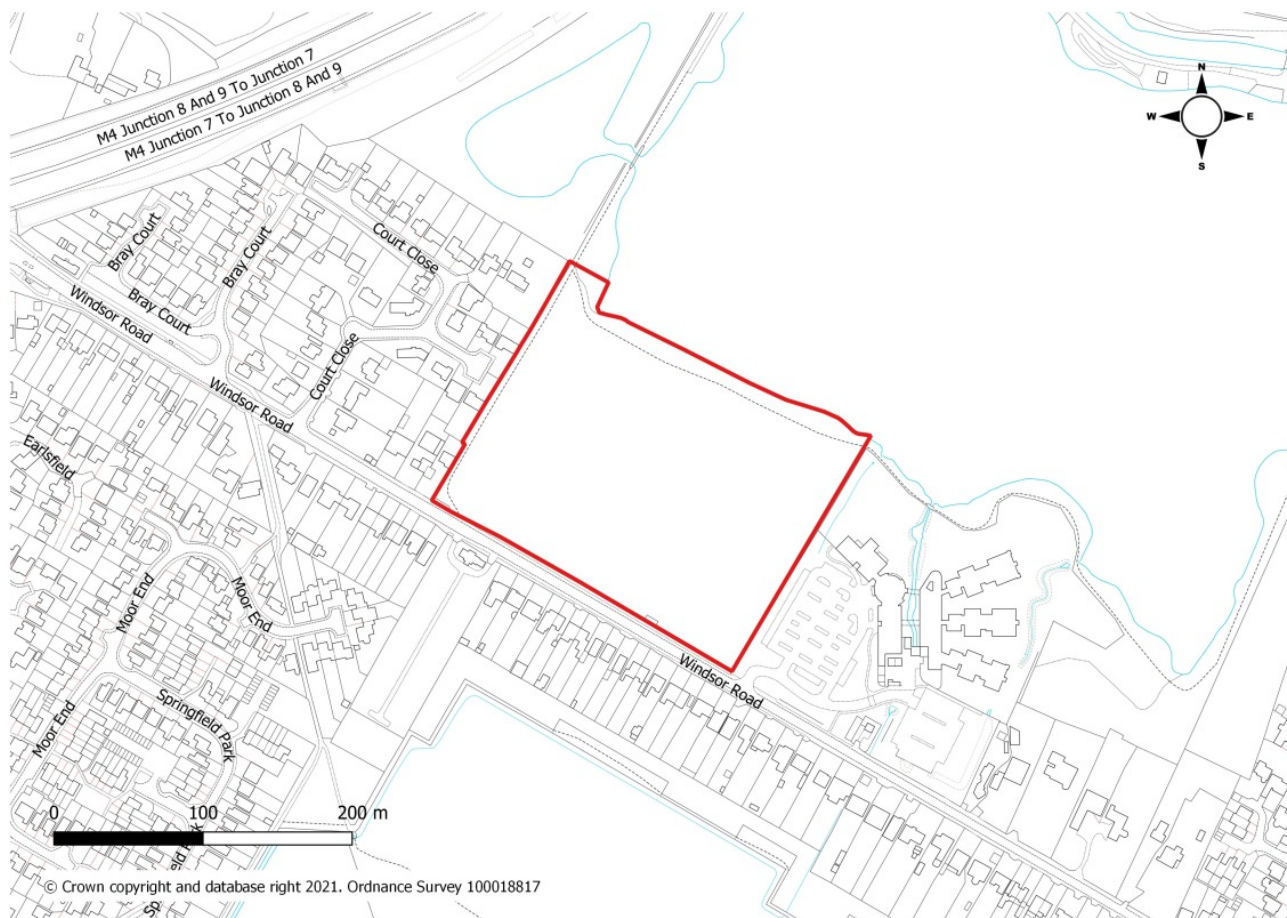 M4 Junction 8 And 9 To Junction 7
M4 Junction 7 To Junction 8 And 9
N
W
E
S
Bray Court
Bray Court
Court Close
Bray Court
Windsor Road
Windsor Road
Court Close
Earlsfield
Moor End
Moor End
Windsor Road
Springfield Park
Moor End
0
100
200 m
© Crown copyright and database right 2021. Ordnance Survey 100018817